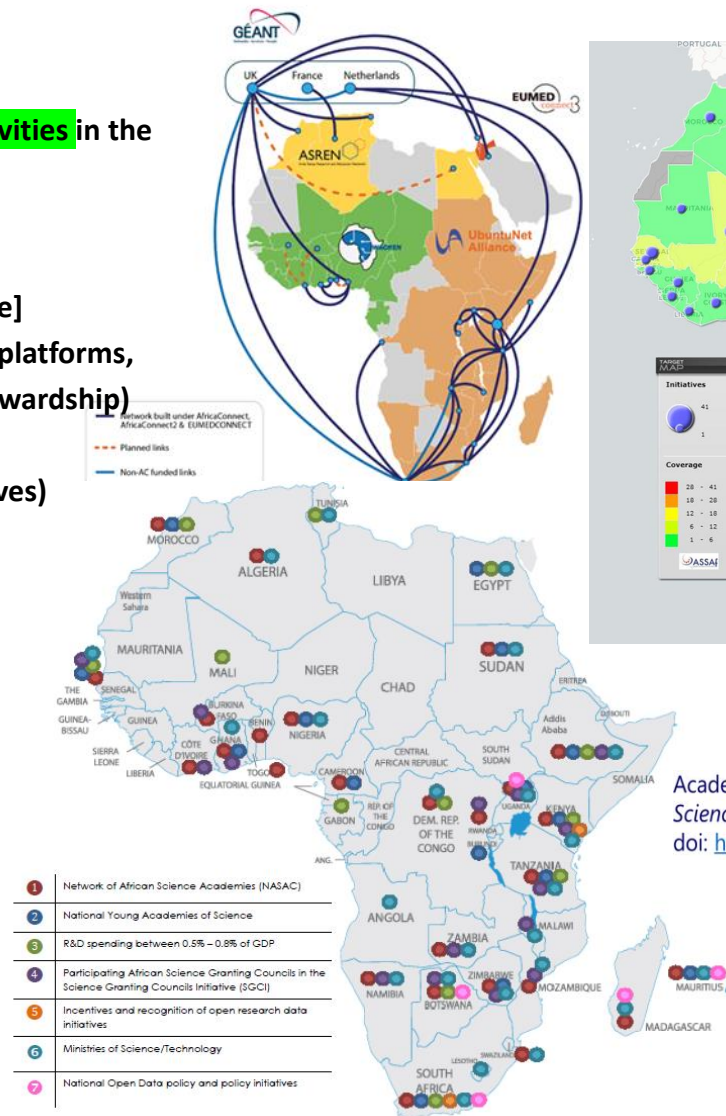 GÉANT
UK
France
Netherlands
EUMED
connect3
ASREN
WACREN
UbuntuNet
Alliance
Network built under AfricaConnect,
AfricaConnect2 & EUMEDCONNECT
Planned links
Non-AC funded links
vities in the
e]
platforms,
wardship)
ves)
PORTUGAL
MOROCCO
MAURITANIA
TARGET
MAP
Initiatives
41
1
Coverage
28 - 41
18 - 28
12 - 18
6 - 12
1 - 6
ASSAf
MOROCCO
TUNISIA
ALGERIA
LIBYA
EGYPT
Western
Sahara
MAURITANIA
MALI
NIGER
CHAD
SUDAN
ERITREA
DJIBOUTI
THE
GAMBIA
SENEGAL
GUINEA-
BISSAU
GUINEA
SIERRA
LEONE
LIBERIA
CÔTE
D'IVOIRE
BURKINA
FASO
GHANA
BENIN
TOGO
NIGERIA
CAMEROON
EQUATORIAL GUINEA
CENTRAL
AFRICAN REPUBLIC
SOUTH
SUDAN
Addis
Ababa
SOMALIA
GABON
REP. OF
THE
CONGO
DEM. REP.
OF THE
CONGO
UGANDA
RWANDA
BURUNDI
KENYA
TANZANIA
ANG.
ANGOLA
ZAMBIA
MALAWI
NAMIBIA
BOTSWANA
ZIMBABWE
MOZAMBIQUE
MAURITIUS
MADAGASCAR
SWAZILAND
LESOTHO
SOUTH
AFRICA
Acade
Scienc
doi: h
1 Network of African Science Academies (NASAC)
2 National Young Academies of Science
3 R&D spending between 0.5% – 0.8% of GDP
4 Participating African Science Granting Councils in the
Science Granting Councils Initiative (SGCI)
5 Incentives and recognition of open research data
initiatives
6 Ministries of Science/Technology
7 National Open Data policy and policy initiatives